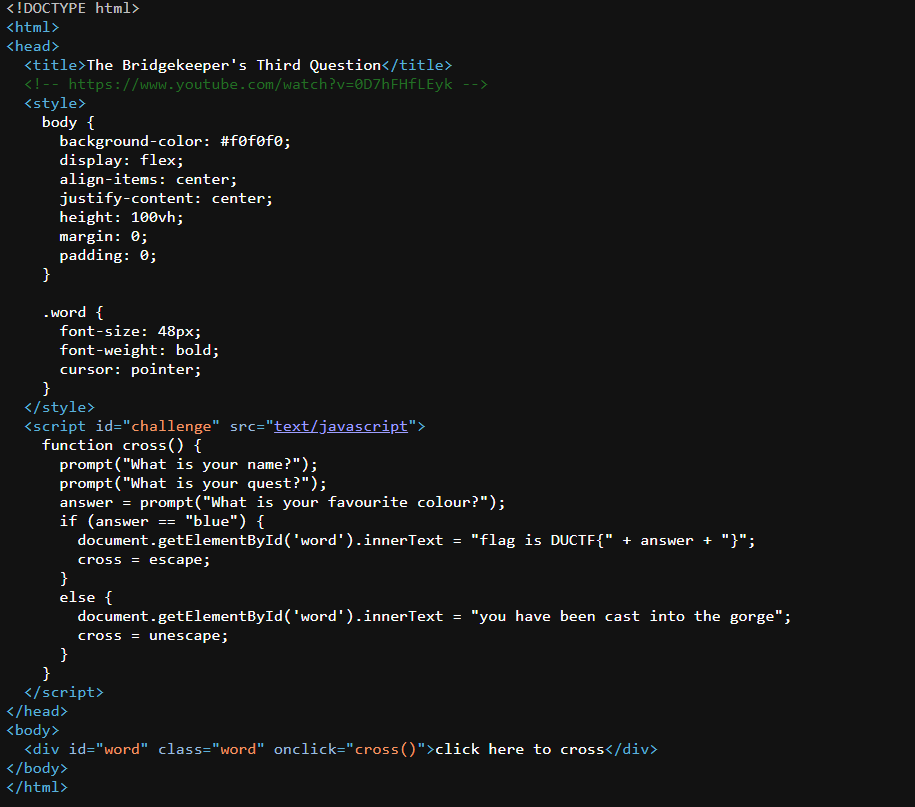 <!DOCTYPE html>
<html>
<head>
  <title>The Bridgekeeper's Third Question</title>
  <!-- https://www.youtube.com/watch?v=0D7hFHfLEyk -->
  <style>
    body {
      background-color: #f0f0f0;
      display: flex;
      align-items: center;
      justify-content: center;
      height: 100vh;
      margin: 0;
      padding: 0;
    }

    .word {
      font-size: 48px;
      font-weight: bold;
      cursor: pointer;
    }
  </style>
  <script id="challenge" src="text/javascript">
    function cross() {
      prompt("What is your name?");
      prompt("What is your quest?");
      answer = prompt("What is your favourite colour?");
      if (answer == "blue") {
        document.getElementById('word').innerText = "flag is DUCTF{" + answer + "}";
        cross = escape;
      }
      else {
        document.getElementById('word').innerText = "you have been cast into the gorge";
        cross = unescape;
      }
    }
  </script>
</head>
<body>
  <div id="word" class="word" onclick="cross()">click here to cross</div>
</body>
</html>